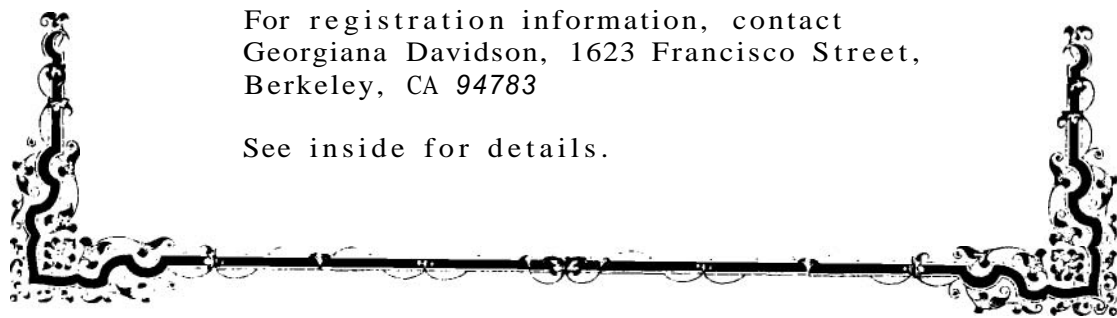 For registration information, contact
Georgiana Davidson, 1623 Francisco Street,
Berkeley, CA 94783

See inside for details.